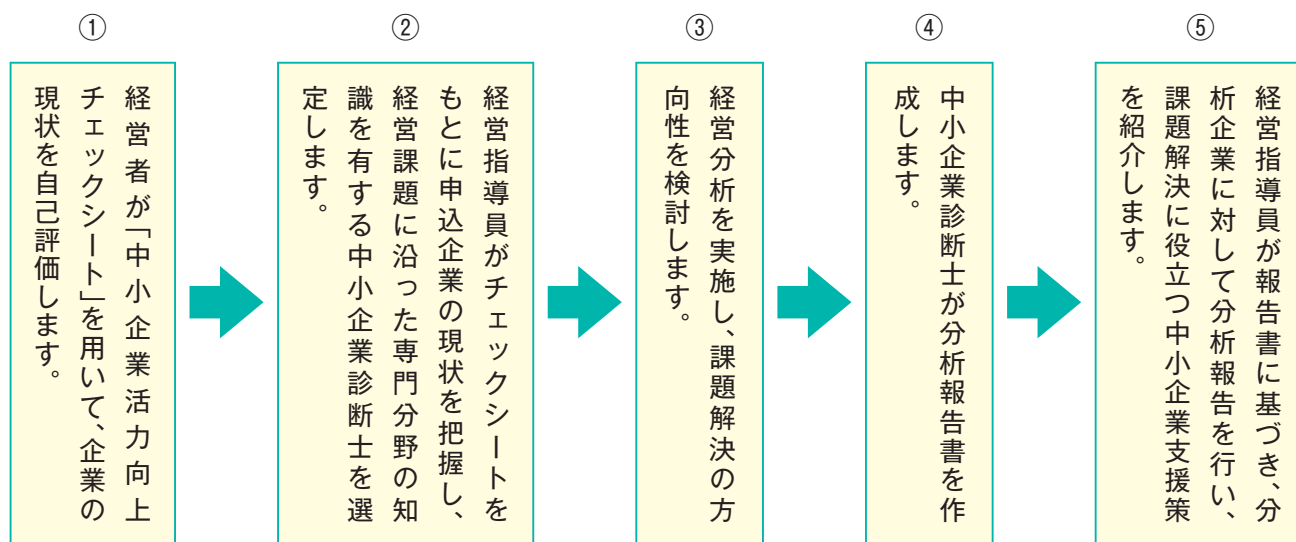 ①
経営者が「中小企業活力向上
チェックシート」を用いて、企業の
現状を自己評価します。
②
経営指導員がチェックシートを
もとに申込企業の現状を把握し、
経営課題に沿った専門分野の知
識を有する中小企業診断士を選
定します。
③
経営分析を実施し、課題解決の方
向性を検討します。
④
中小企業診断士が分析報告書を作
成します。
⑤
経営指導員が報告書に基づき、分
析企業に対して分析報告を行い、
課題解決に役立つ中小企業支援策
を紹介します。